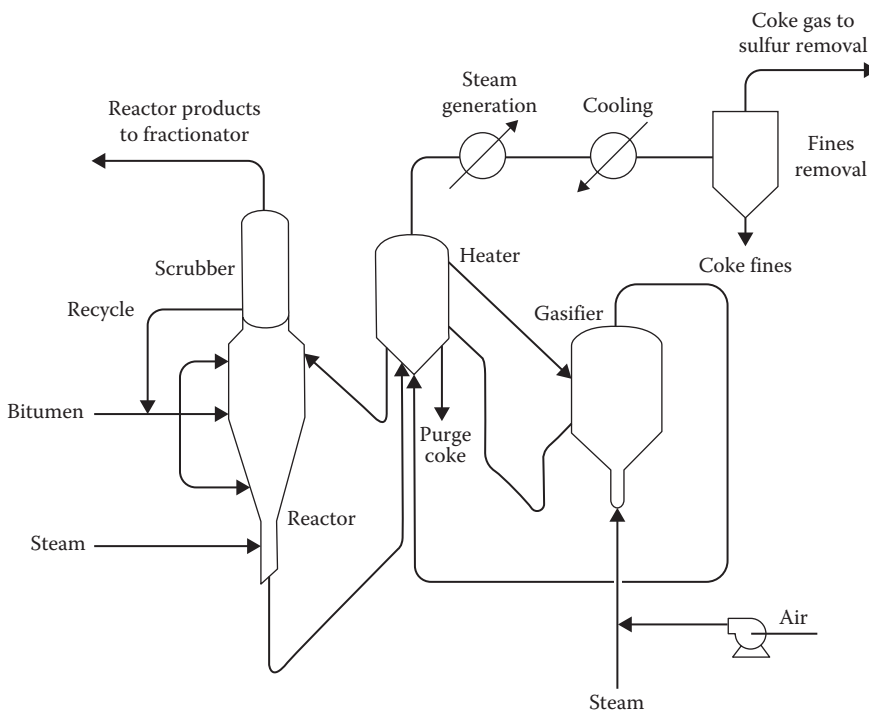 Coke gas to
sulfur removal
Steam
generation
Cooling
Reactor products
to fractionator
Fines
removal
Scrubber
Heater
Coke fines
Recycle
Gasifier
Bitumen
Purge
coke
Reactor
Steam
Air
Steam